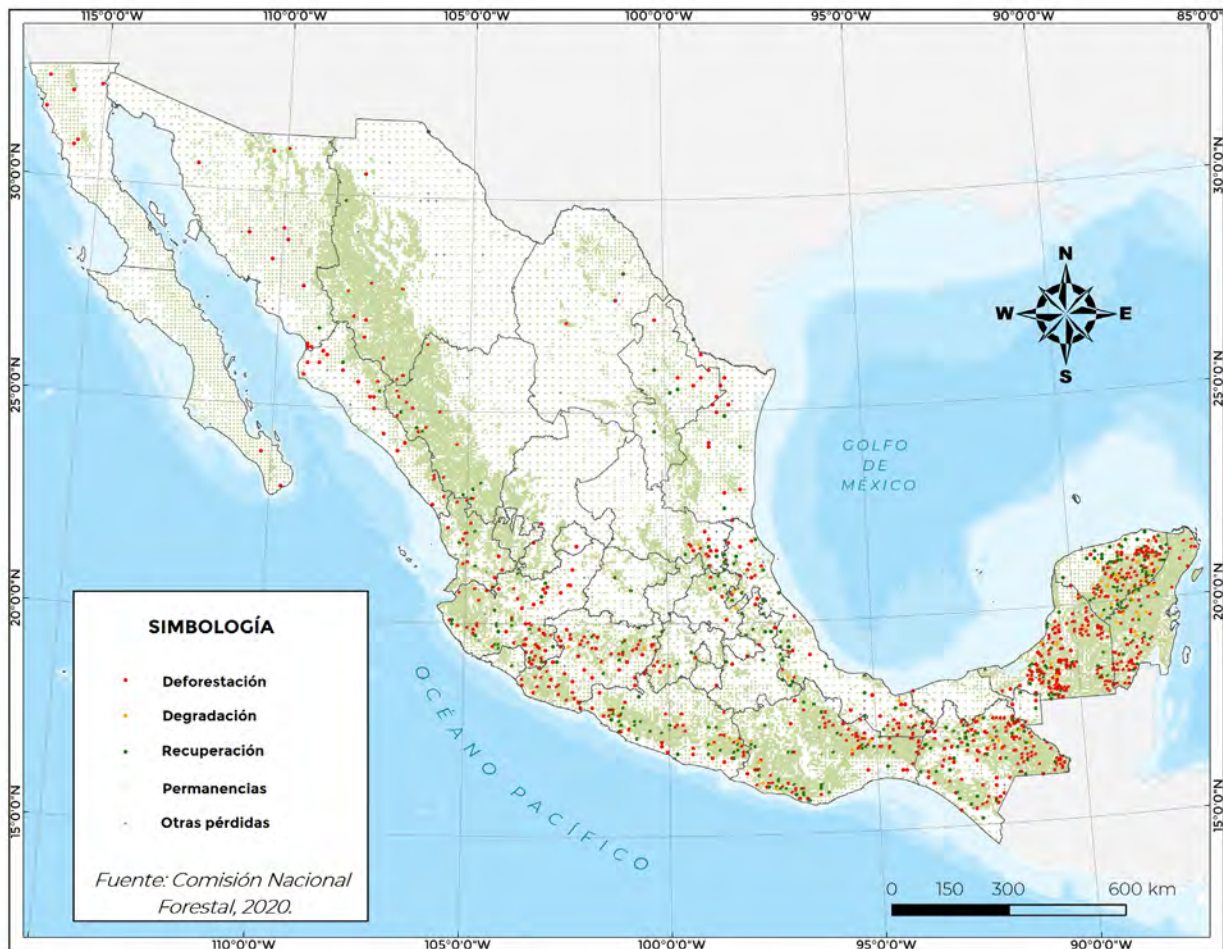 115°0'0"W
110°0'0"W
105°0'0"W
100°0'0"W
95°0'0"W
90°0'0"W
85°0'0"W
30°0'0"N
30°0'0"N
25°0'0"N
25°0'0"N
20°0'0"N
20°0'0"N
15°0'0"N
15°0'0"N
N
W
E
S
GOLFO
DE
MÉXICO
OCÉANO PACÍFICO
SIMBOLOGÍA
Deforestación
Degradación
Recuperación
Permanencias
Otras pérdidas
Fuente: Comisión Nacional
Forestal, 2020.
0 150 300 600 km
110°0'0"W
105°0'0"W
100°0'0"W
95°0'0"W
90°0'0"W